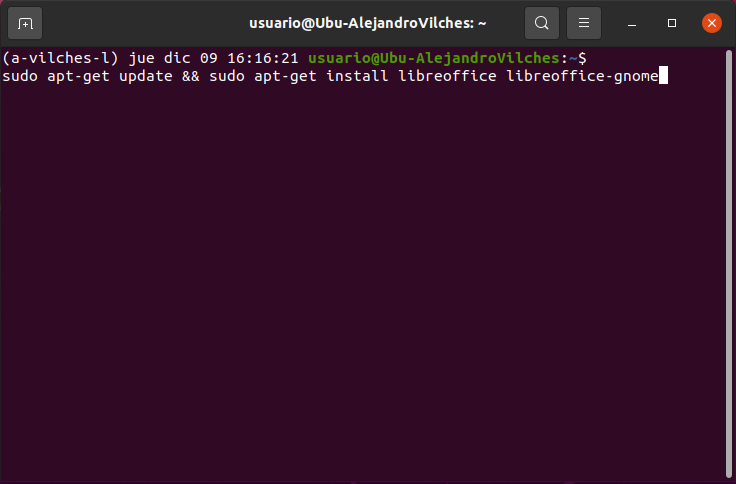 usuario@Ubu-AlejandroVilches: ~
(a-vilches-l) jue dic 09 16:16:21 usuario@Ubu-AlejandroVilches:~$
sudo apt-get update && sudo apt-get install libreoffice libreoffice-gnome